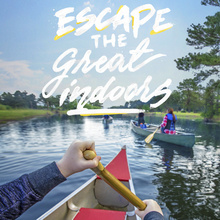 ESCAPE
THE
Great
indoors